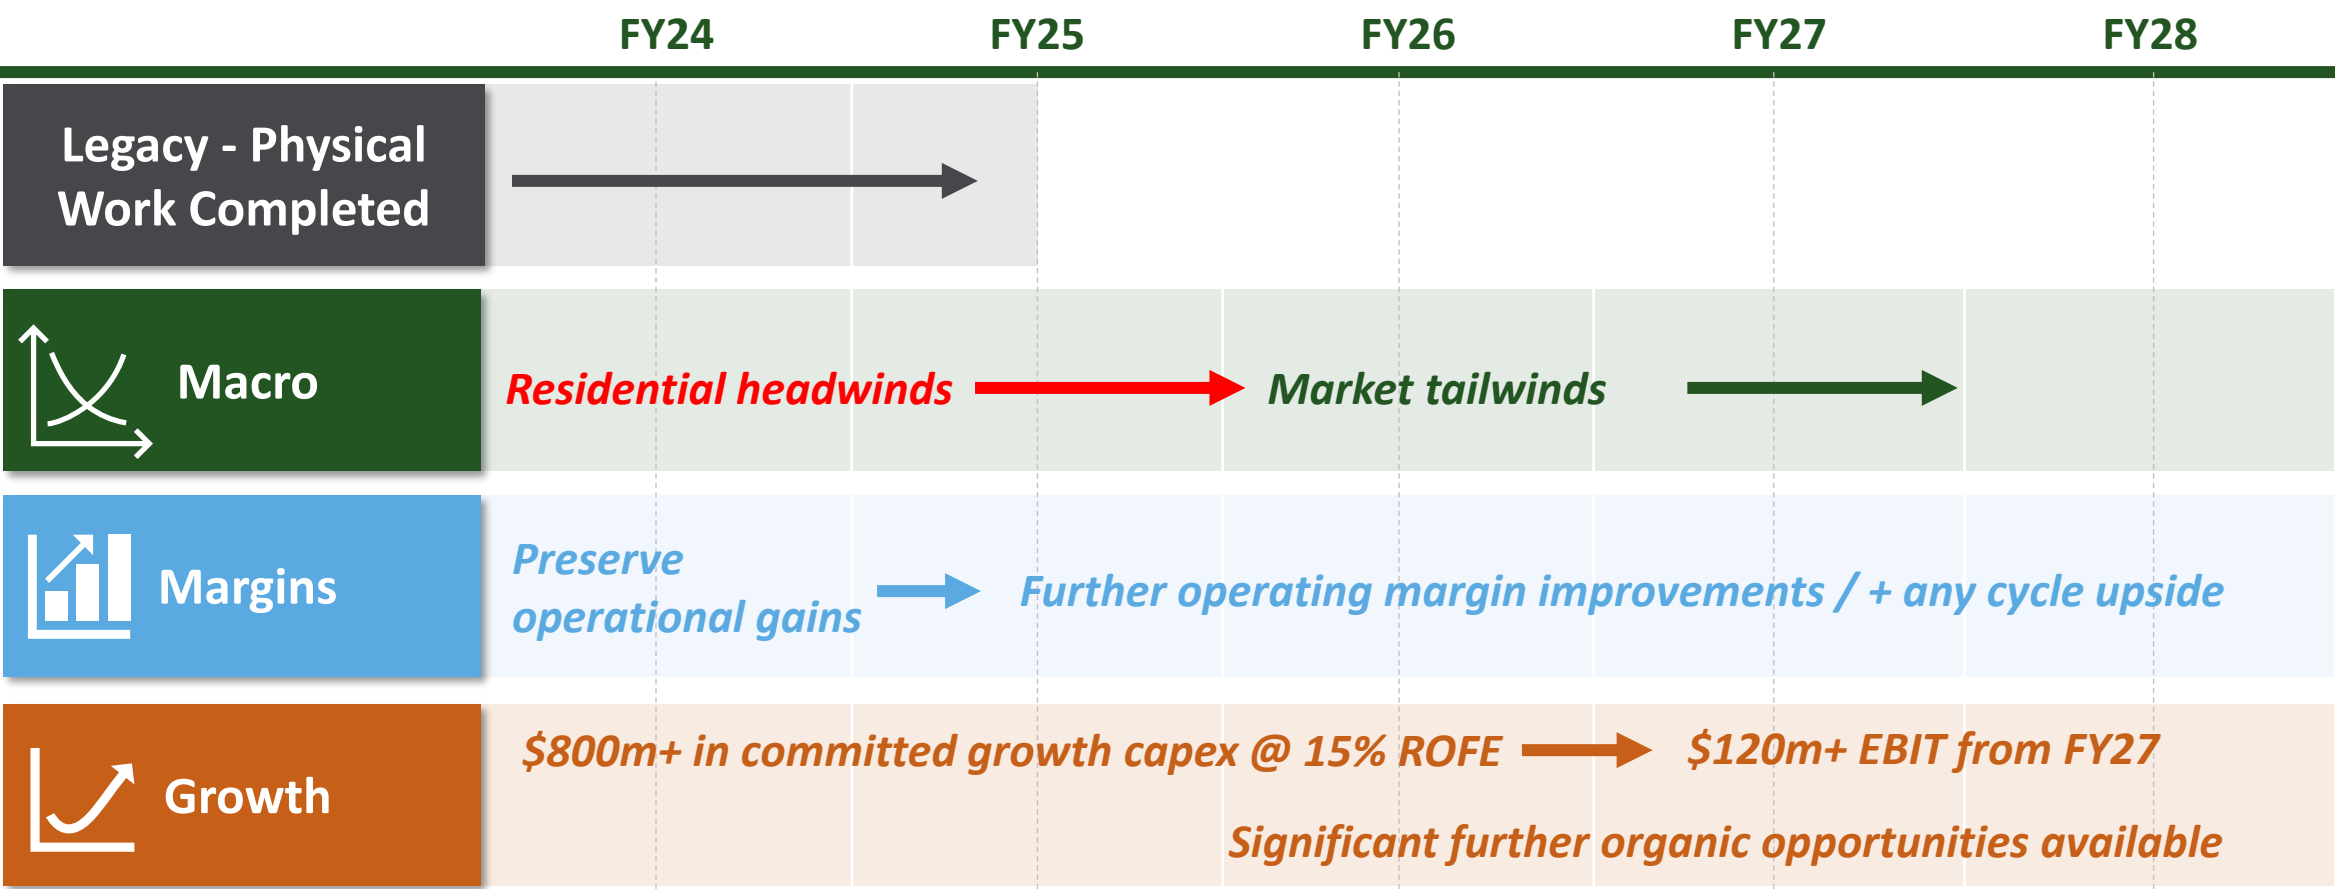 FY24 FY25 FY26 FY27 FY28
Legacy - Physical
Work Completed
Macro
Residential headwinds
Market tailwinds
Margins
Preserve
operational gains
Further operating margin improvements / + any cycle upside
Growth
$800m+ in committed growth capex @ 15% ROFE
$120m+ EBIT from FY27
Significant further organic opportunities available